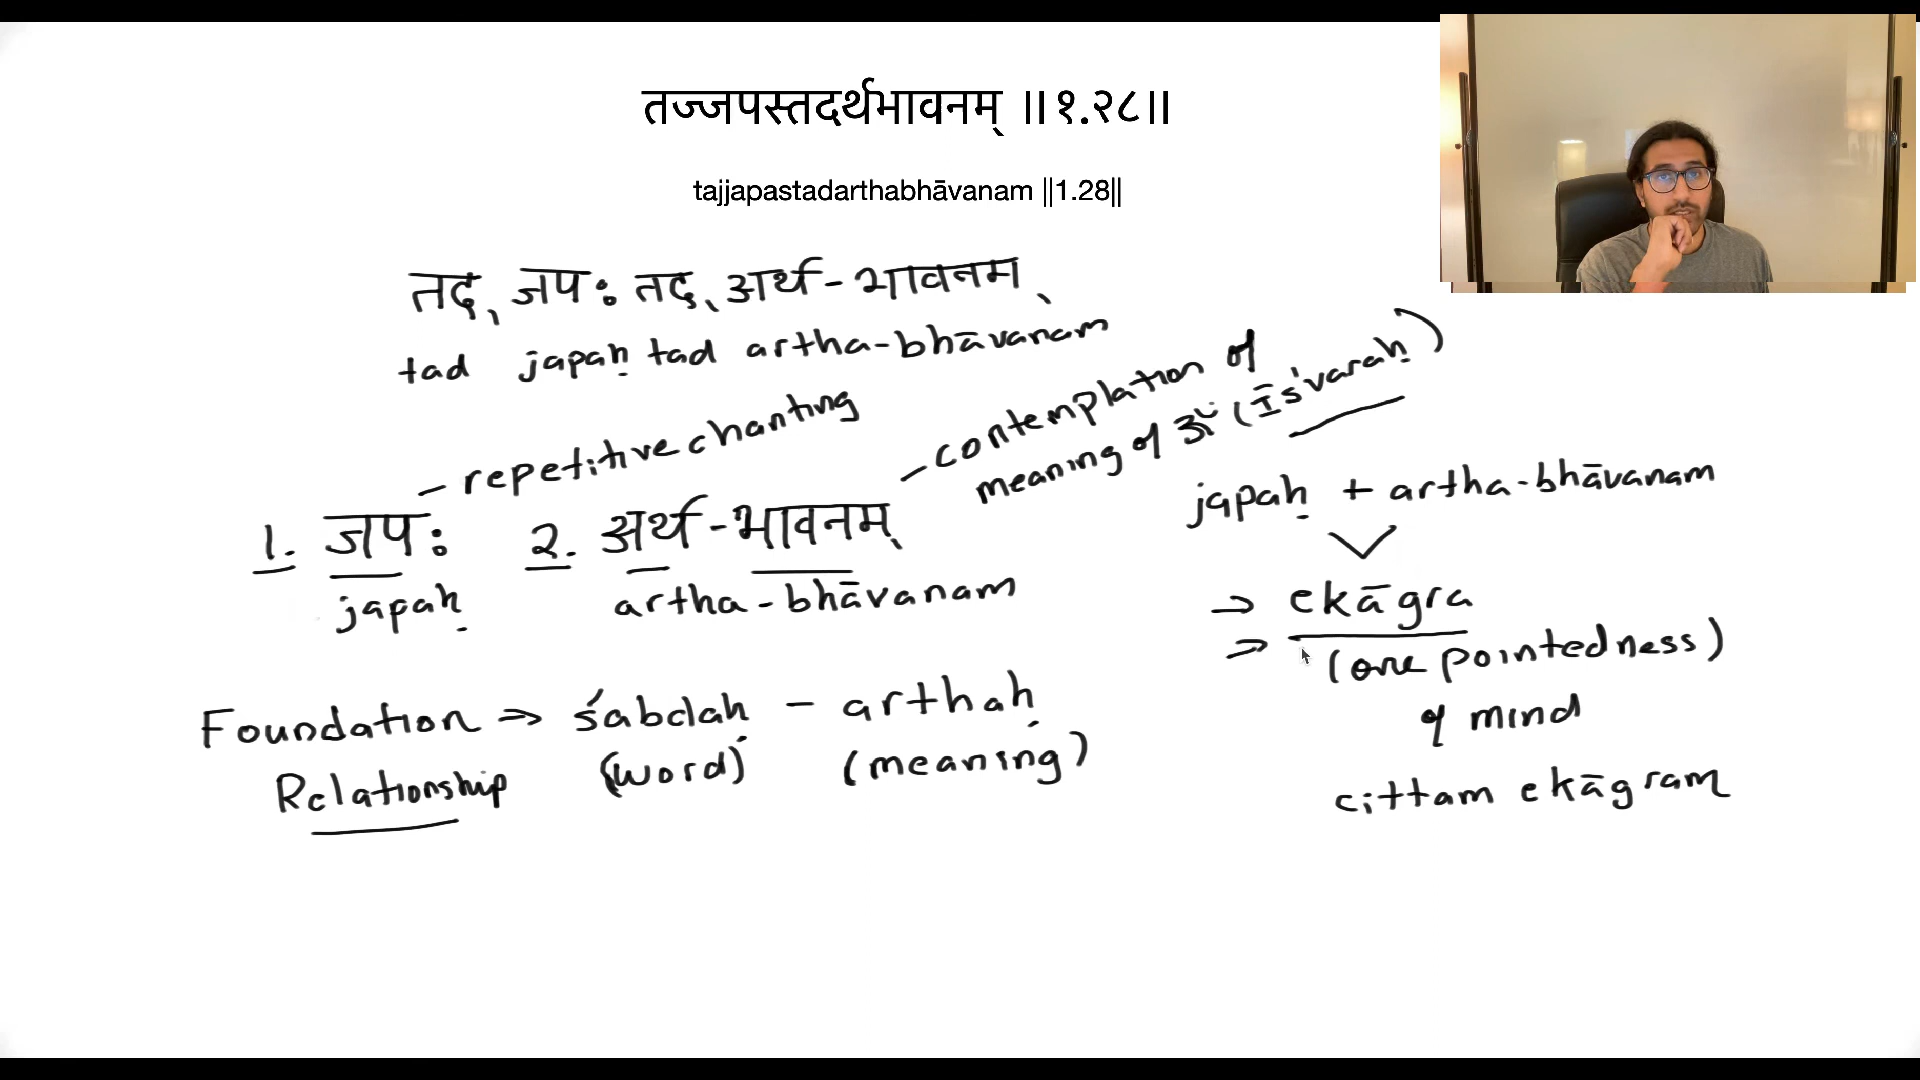 तज्जपस्तदर्थभावनम् ॥१.२८॥
tajjapastadarthabhāvanam ||1.28||
तद् जपः तद् अर्थ-भावनम्
tad japaḥ tad artha-bhāvanam
- repetitive chanting
- contemplation of
meaning of ॐ (Īśvaraḥ)
1. जपः 2. अर्थ-भावनम्
japaḥ artha-bhāvanam
japaḥ + artha-bhāvanam
⇒ ekāgra
⇒ (one pointedness)
of mind
cittam ekāgram
Foundation ⇒ śabdaḥ - arthaḥ
Relationship (word) (meaning)